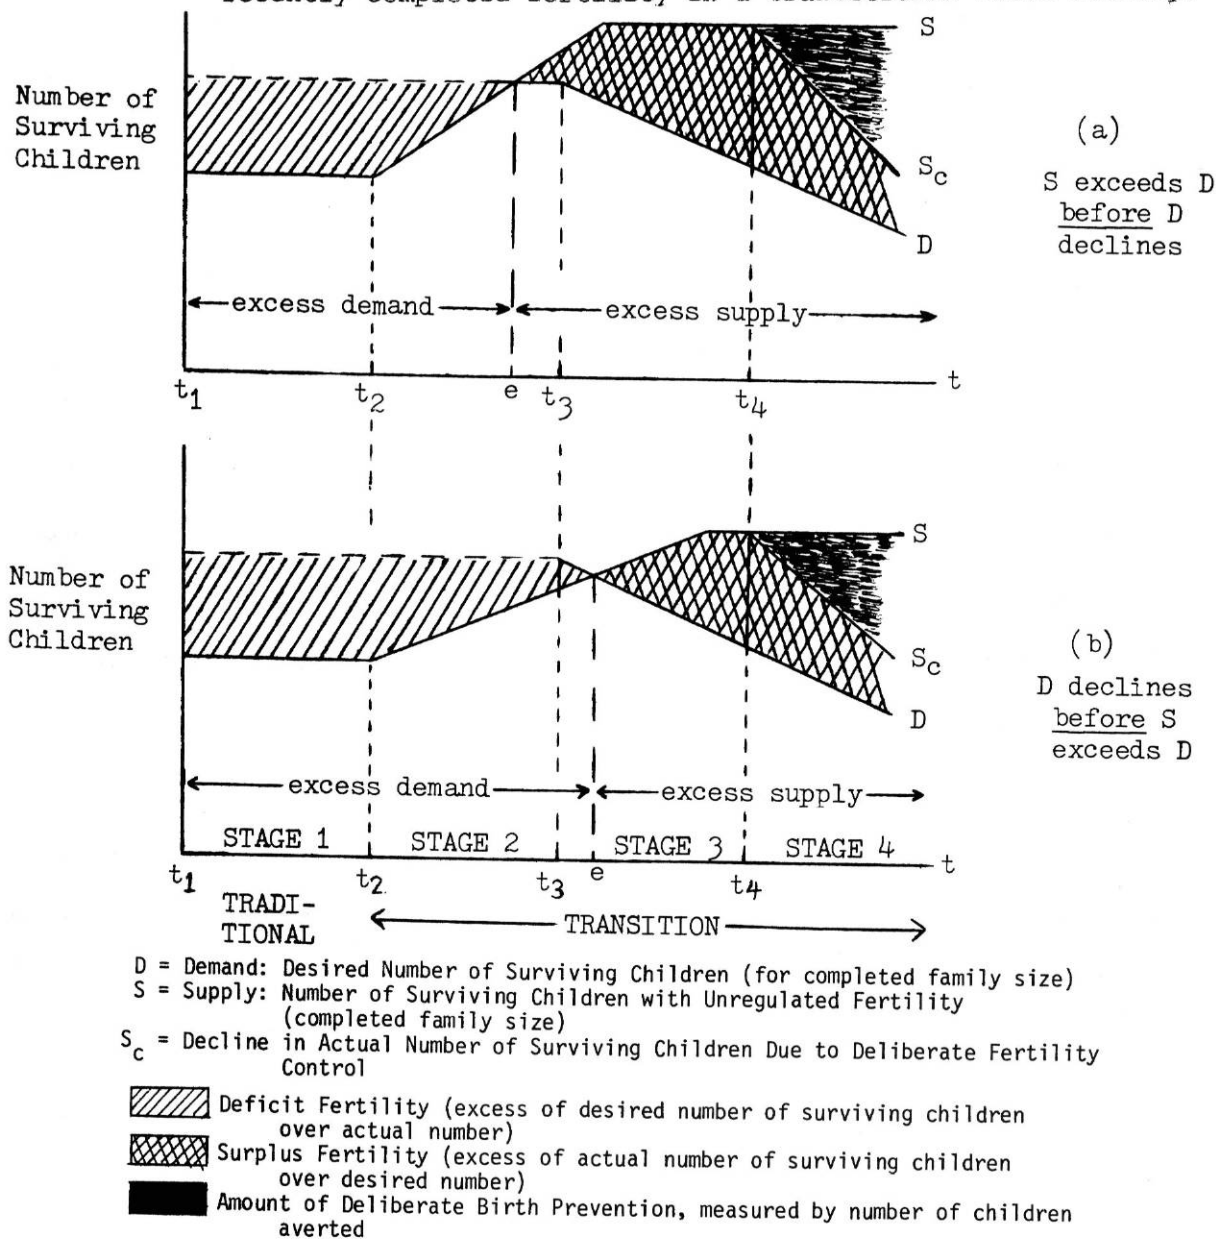 S
Number of
Surviving
Children
(a)
S exceeds D
before D
declines
Sc
D
excess demand
excess supply
t1
t2
e
t3
t4
t
S
Number of
Surviving
Children
(b)
D declines
before S
exceeds D
Sc
D
excess demand
excess supply
STAGE 1
STAGE 2
STAGE 3
STAGE 4
t
t1
t2
t3
e
t4
TRADI-
TIONAL
TRANSITION
D = Demand: Desired Number of Surviving Children (for completed family size)
S = Supply: Number of Surviving Children with Unregulated Fertility
(completed family size)
Sc = Decline in Actual Number of Surviving Children Due to Deliberate Fertility
Control
Deficit Fertility (excess of desired number of surviving children
over actual number)
Surplus Fertility (excess of actual number of surviving children
over desired number)
Amount of Deliberate Birth Prevention, measured by number of children
averted